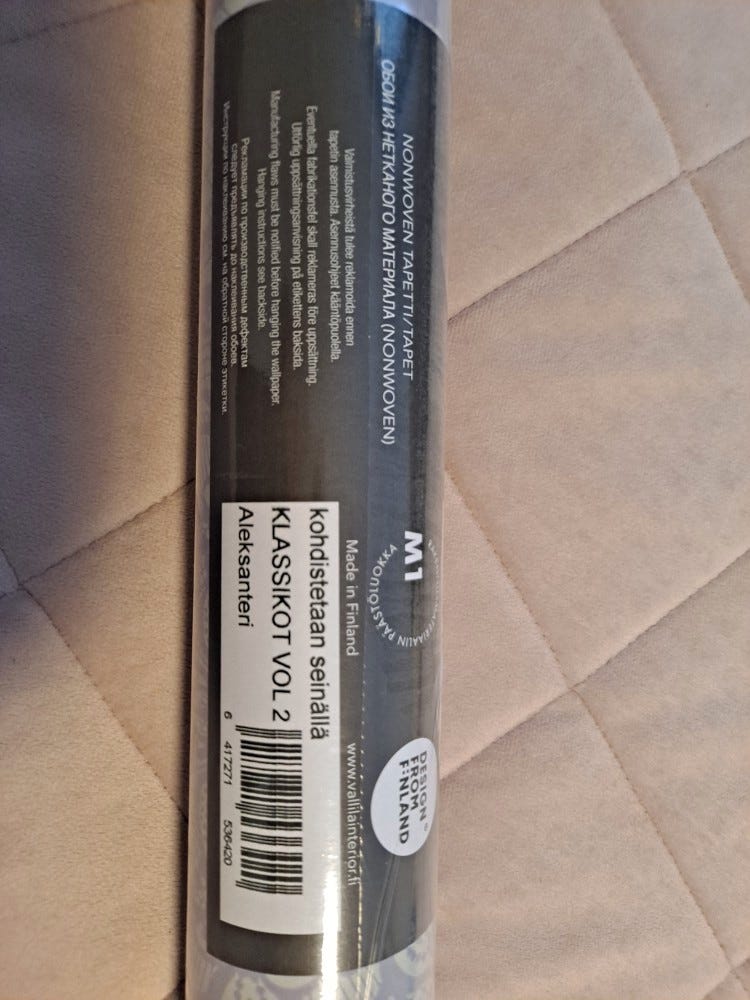 NONWOVEN TAPETTI/TAPET
ОБОИ ИЗ НЕТКАНОГО МАТЕРИАЛА (NONWOVEN)
Valmistusvirheistä tulee reklamoida ennen
tapetin asennusta. Asennusohjeet kääntöpuolella.
Eventuella fabrikationsfel skall reklameras före uppsättning.
Utförlig uppsättningsanvisning på etikettens baksida.
Manufacturing flaws must be notified before hanging the wallpaper.
Hanging instructions see backside.
Рекламации по производственным дефектам
следует предъявлять до наклеивания обоев.
Инструкции по наклеиванию см. на обратной стороне этикетки.
M1
PÄÄSTÖLUOKKA
Made in Finland
www.vallilainterior.fi
DESIGN
FROM
FINLAND
kohdistetaan seinällä
KLASSIKOT VOL 2
Aleksanteri
6 417271 536420